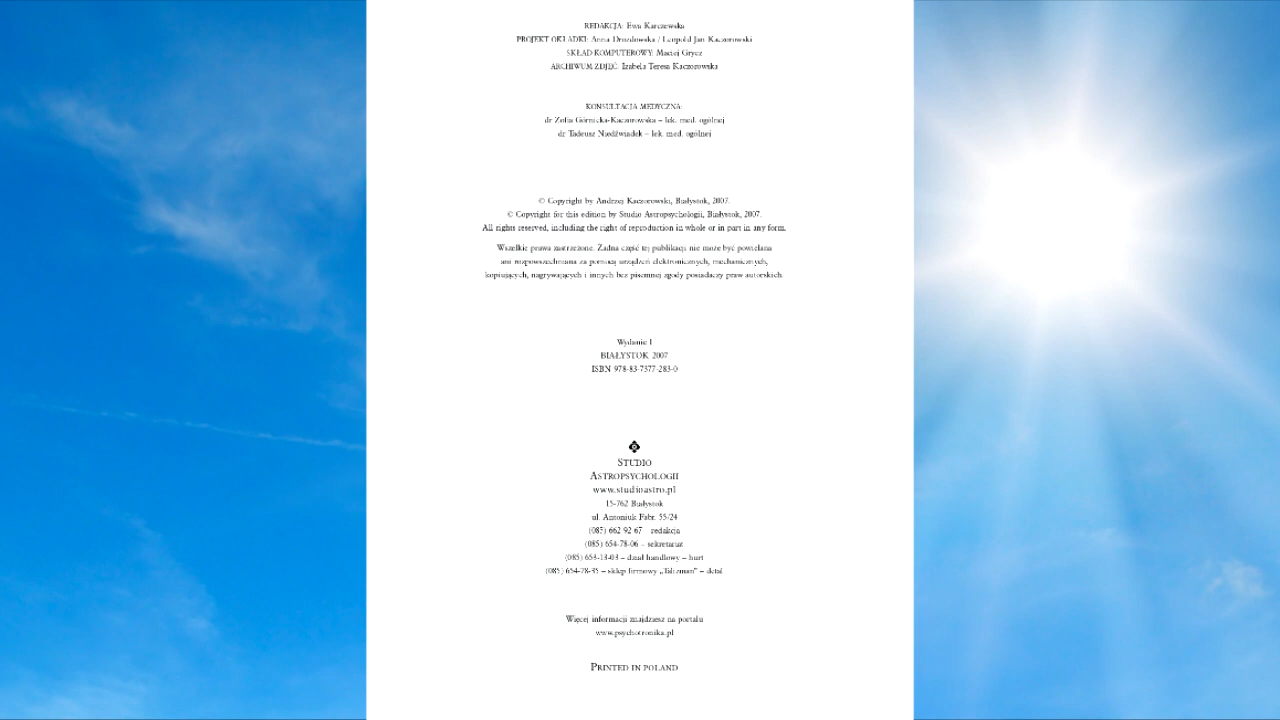 REDAKCJA: Ewa Karczewska
PROJEKT OKŁADKI: Anna Drozdowska / Leopold Jan Kaczorowski
SKŁAD KOMPUTEROWY: Maciej Grycz
ARCHIWUM ZDJĘĆ: Izabela Teresa Kaczorowska
KONSULTACJA MEDYCZNA:
dr Zofia Górnicka-Kaczorowska – lek. med. ogólnej
dr Tadeusz Niedźwiadek – lek. med. ogólnej
© Copyright by Andrzej Kaczorowski, Białystok, 2007.
© Copyright for this edition by Studio Astropsychologii, Białystok, 2007.
All rights reserved, including the right of reproduction in whole or in part in any form.
Wszelkie prawa zastrzeżone. Żadna część tej publikacji nie może być powielana
ani rozpowszechniana za pomocą urządzeń elektronicznych, mechanicznych,
kopiujących, nagrywających i innych bez pisemnej zgody posiadaczy praw autorskich.
Wydanie I
BIAŁYSTOK 2007
ISBN 978-83-7377-283-0
STUDIO
ASTROPSYCHOLOGII
www.studioastro.pl
15-762 Białystok
ul. Antoniuk Fabr. 55/24
(085) 662 92 67 – redakcja
(085) 654-78-06 – sekretariat
(085) 653-13-03 – dział handlowy – hurt
(085) 654-78-35 – sklep firmowy „Talizman” – detal
Więcej informacji znajdziesz na portalu
www.psychotronika.pl
PRINTED IN POLAND